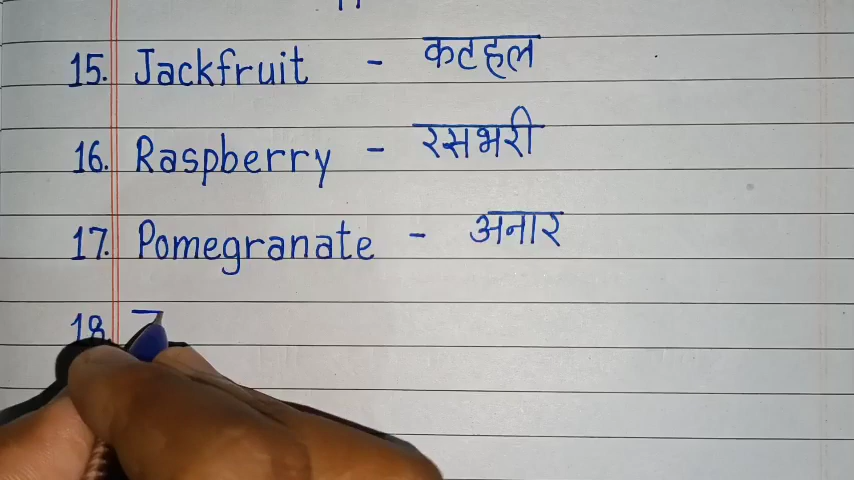 15. Jackfruit - कटहल
16. Raspberry - रसभरी
17. Pomegranate - अनार
18